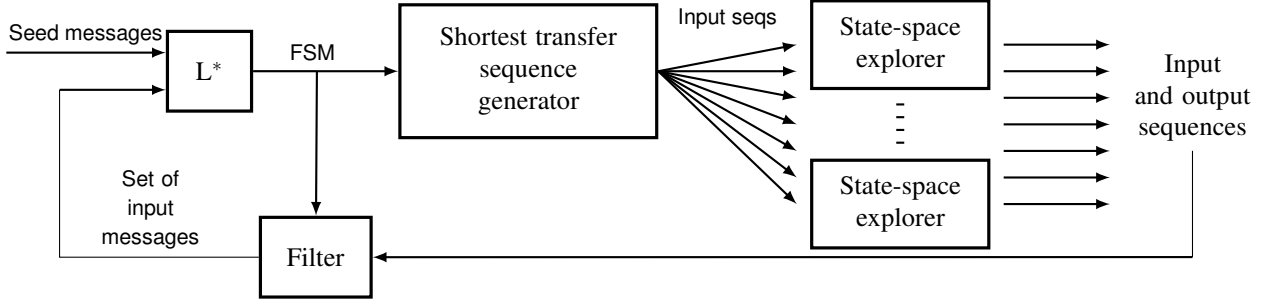 Seed messages
L*
FSM
Shortest transfer
sequence
generator
Input seqs
State-space
explorer
State-space
explorer
Input
and output
sequences
Set of
input
messages
Filter